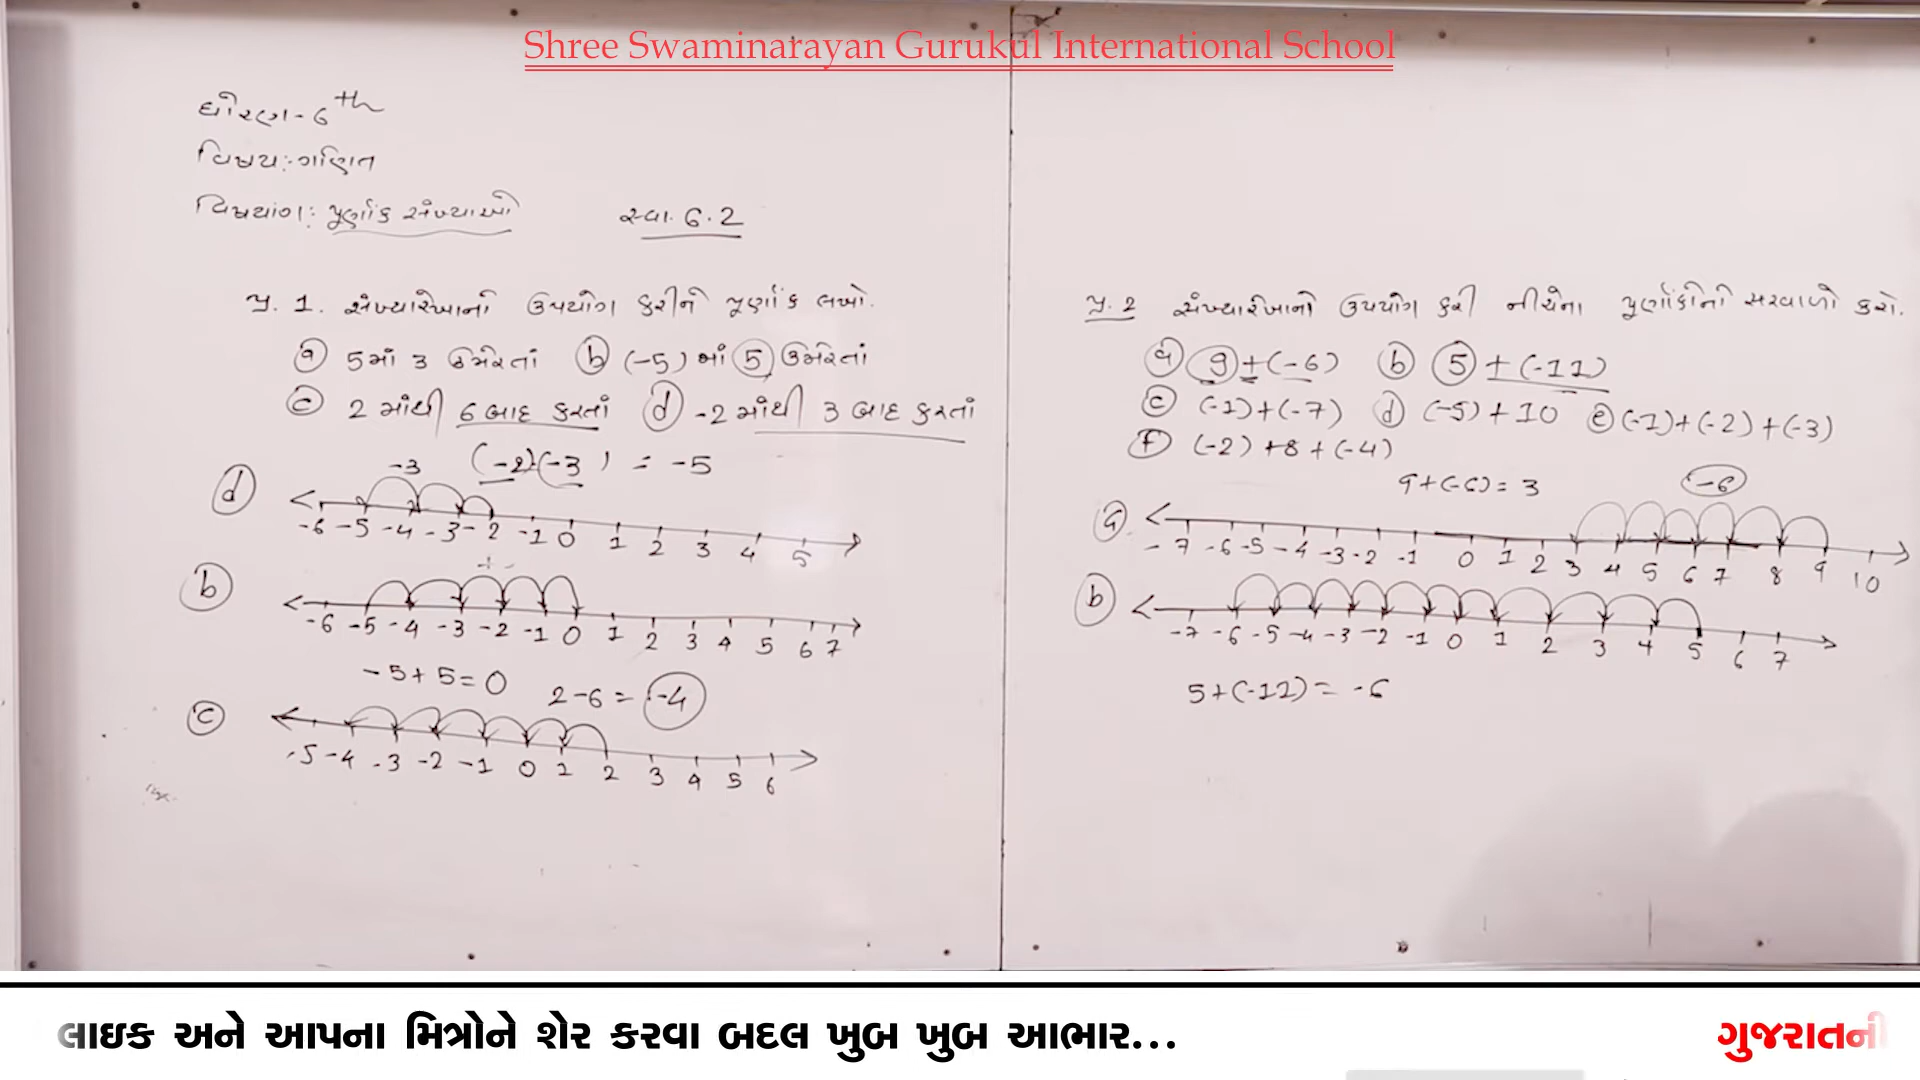 Shree Swaminarayan Gurukul International School
ધોરણ-6th
વિષય:-ગણિત
વિષયાંગ: પૂર્ણાંક સંખ્યાઓ
સ્વા. 6.2
પ્ર. 1. સંખ્યારેખાનો ઉપયોગ કરીને પૂર્ણાંક લખો.
(a) 5માં 3 ઉમેરતાં (b) (-5) માં 5 ઉમેરતાં
(c) 2 માંથી 6 બાદ કરતાં (d) -2 માંથી 3 બાદ કરતાં
(-2)(-3) = -5
-3
(d)
-6 -5 -4 -3 -2 -1 0 1 2 3 4 5
(b)
-6 -5 -4 -3 -2 -1 0 1 2 3 4 5 6 7
-5+5=0
2-6 = -4
(c)
-5 -4 -3 -2 -1 0 1 2 3 4 5 6
પ્ર. 2 સંખ્યારેખાનો ઉપયોગ કરી નીચેના પૂર્ણાંકોનો સરવાળો કરો.
(a) 9+(-6) (b) 5+(-11)
(c) (-1)+(-7) (d) (-5)+10 (e) (-1)+(-2)+(-3)
(f) (-2)+8+(-4)
9+(-6)=3
-6
(a)
-7 -6 -5 -4 -3 -2 -1 0 1 2 3 4 5 6 7 8 9 10
(b)
-7 -6 -5 -4 -3 -2 -1 0 1 2 3 4 5 6 7
5+(-11)= -6
લાઇક અને આપના મિત્રોને શેર કરવા બદલ ખુબ ખુબ આભાર...
ગુજરાતની